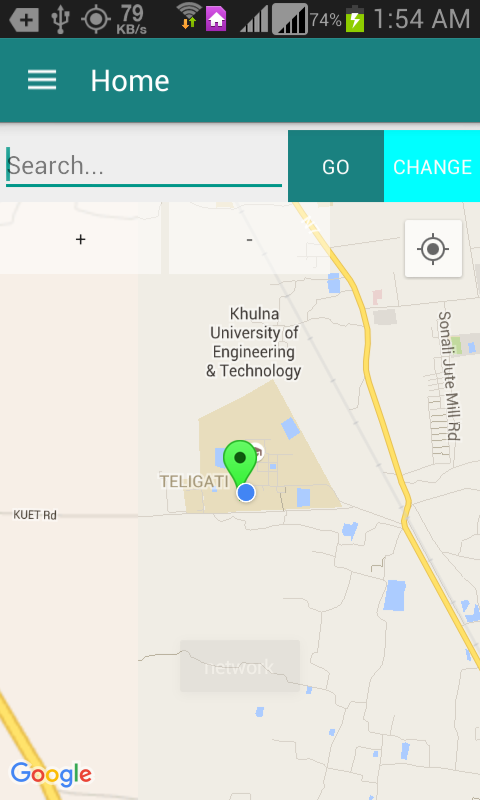 79
KB/s
74%
1:54 AM
Home
Search...
GO
CHANGE
+
-
Khulna
University of
Engineering
& Technology
Sonali Jute Mill Rd
TELIGATI
KUET Rd
network
Google